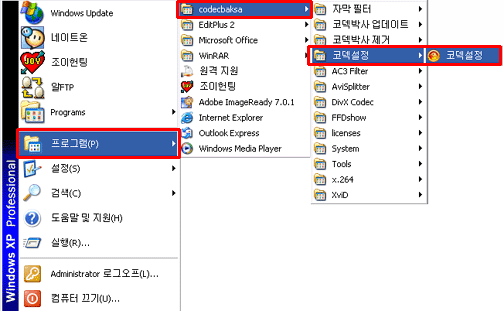 Windows XP Professional
Windows Update
네이트온
조이헌팅
알FTP
Programs
프로그램(P)
설정(S)
검색(C)
도움말 및 지원(H)
실행(R)...
Administrator 로그오프(L)...
컴퓨터 끄기(U)...
codecbaksa
EditPlus 2
Microsoft Office
WinRAR
원격 지원
조이헌팅
Adobe ImageReady 7.0.1
Internet Explorer
Outlook Express
Windows Media Player
자막 필터
코덱박사 업데이트
코덱박사 제거
코덱설정
AC3 Filter
AviSplitter
DivX Codec
FFDshow
licenses
System
Tools
x.264
XviD
코덱설정